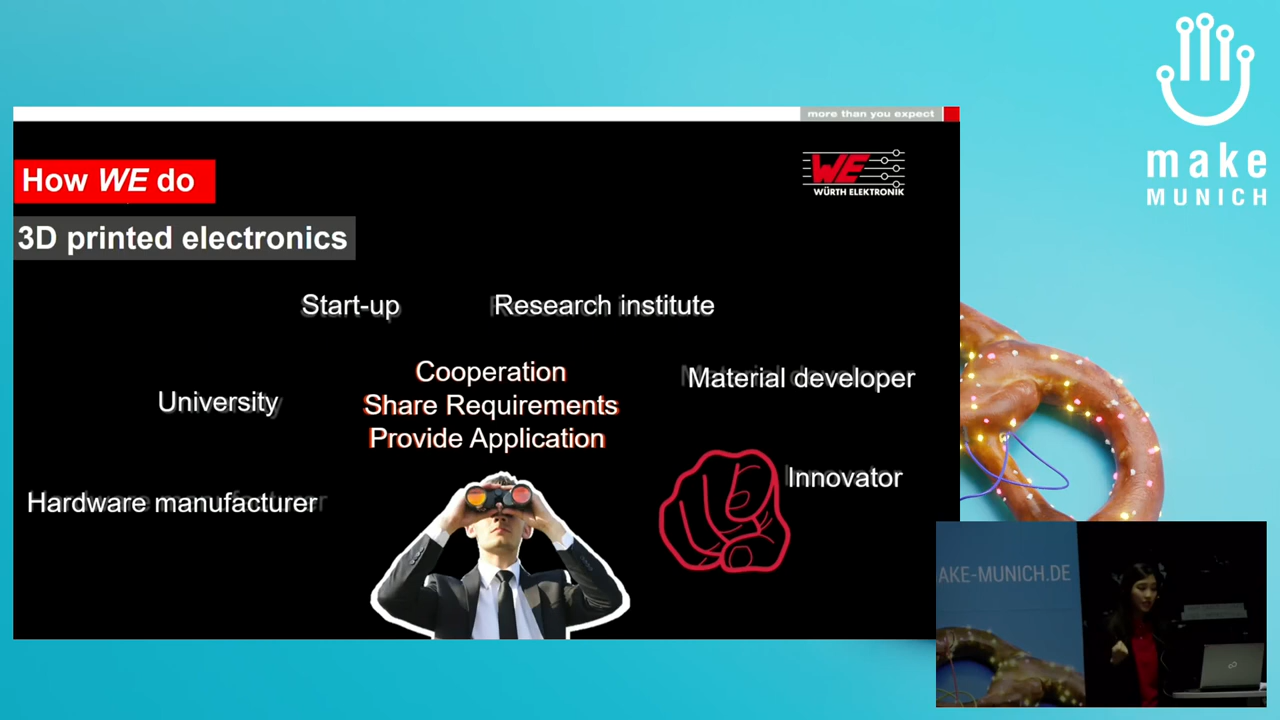 more than you expect
make
MUNICH
How WE do
WE
WÜRTH ELEKTRONIK
3D printed electronics
Start-up
Research institute
Cooperation
Share Requirements
Provide Application
Material developer
University
Innovator
Hardware manufacturer
AKE-MUNICH.DE